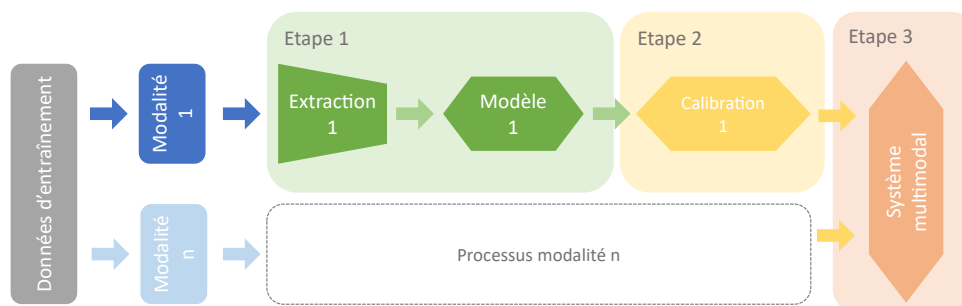 Etape 1
Etape 2
Etape 3
Données d'entraînement
Modalité
1
Extraction
1
Modèle
1
Calibration
1
Système
multimodal
Modalité
n
Processus modalité n